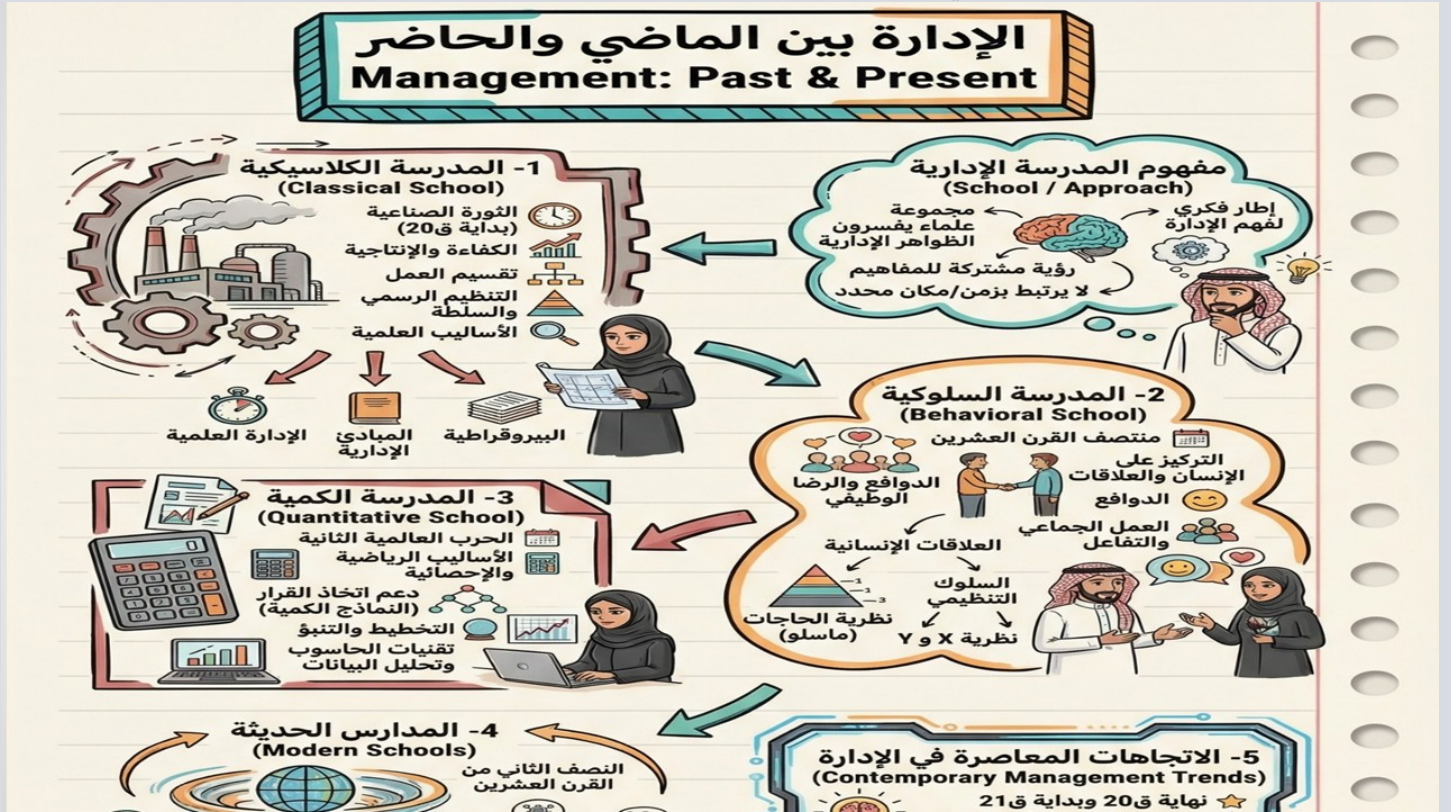 الإدارة بين الماضي والحاضر
Management: Past & Present
مفهوم المدرسة الإدارية
(School / Approach)
إطار فكري
لفهم الإدارة
مجموعة
علماء يفسرون
الظواهر الإدارية
رؤية مشتركة للمفاهيم
لا يرتبط بزمن/مكان محدد
1- المدرسة الكلاسيكية
(Classical School)
الثورة الصناعية
(بداية ق20)
الكفاءة والإنتاجية
تقسيم العمل
التنظيم الرسمي
والسلطة
الأساليب العلمية
البيروقراطية
المبادئ
الإدارية
الإدارة العلمية
2- المدرسة السلوكية
(Behavioral School)
منتصف القرن العشرين
التركيز على
الإنسان والعلاقات
الدوافع
العمل الجماعي
والتفاعل
الدوافع والرضا
الوظيفي
العلاقات الإنسانية
السلوك
التنظيمي
نظرية X و Y
1
1
3
نظرية الحاجات
(ماسلو)
3- المدرسة الكمية
(Quantitative School)
الحرب العالمية الثانية
الأساليب الرياضية
والإحصائية
دعم اتخاذ القرار
(النماذج الكمية)
التخطيط والتنبؤ
تقنيات الحاسوب
وتحليل البيانات
4- المدارس الحديثة
(Modern Schools)
النصف الثاني من
القرن العشرين
5- الاتجاهات المعاصرة في الإدارة
(Contemporary Management Trends)
نهاية ق20 وبداية ق21